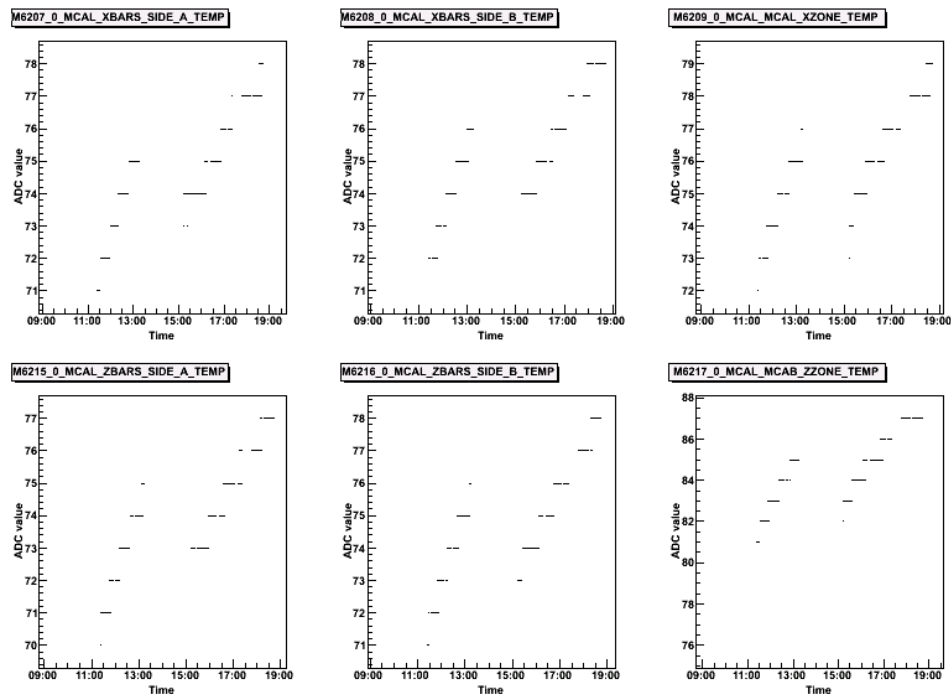 M6207_0_MCAL_XBARS_SIDE_A_TEMP
ADC value
78
77
76
75
74
73
72
71
09:00 11:00 13:00 15:00 17:00 19:00
Time
M6208_0_MCAL_XBARS_SIDE_B_TEMP
ADC value
78
77
76
75
74
73
72
71
09:00 11:00 13:00 15:00 17:00 19:00
Time
M6209_0_MCAL_MCAL_XZONE_TEMP
ADC value
79
78
77
76
75
74
73
72
09:00 11:00 13:00 15:00 17:00 19:00
Time
M6215_0_MCAL_ZBARS_SIDE_A_TEMP
ADC value
77
76
75
74
73
72
71
70
09:00 11:00 13:00 15:00 17:00 19:00
Time
M6216_0_MCAL_ZBARS_SIDE_B_TEMP
ADC value
78
77
76
75
74
73
72
71
09:00 11:00 13:00 15:00 17:00 19:00
Time
M6217_0_MCAL_MCAB_ZZONE_TEMP
ADC value
88
86
84
82
80
78
76
09:00 11:00 13:00 15:00 17:00 19:00
Time